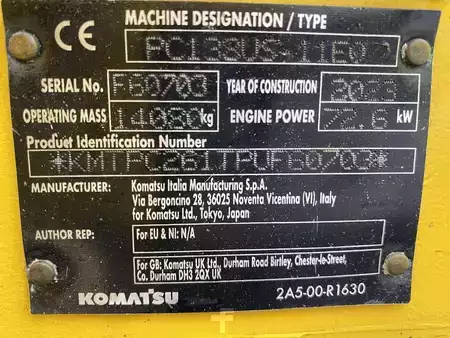 CE MACHINE DESIGNATION / TYPE
PC138US-11E02
SERIAL No. F60703 YEAR OF CONSTRUCTION 2023
OPERATING MASS 14080 kg ENGINE POWER 72,6 kW
Product Identification Number
*KMTPC261JPUF60703*
MANUFACTURER: Komatsu Italia Manufacturing S.p.A.
Via Bergoncino 28, 36025 Noventa Vicentina (VI), Italy
for Komatsu Ltd., Tokyo, Japan
AUTHOR REP: For EU & NI: N/A
For GB: Komatsu UK Ltd., Durham Road Birtley, Chester-le-Street,
Co. Durham DH3 2QX UK
KOMATSU 2A5-00-R1630